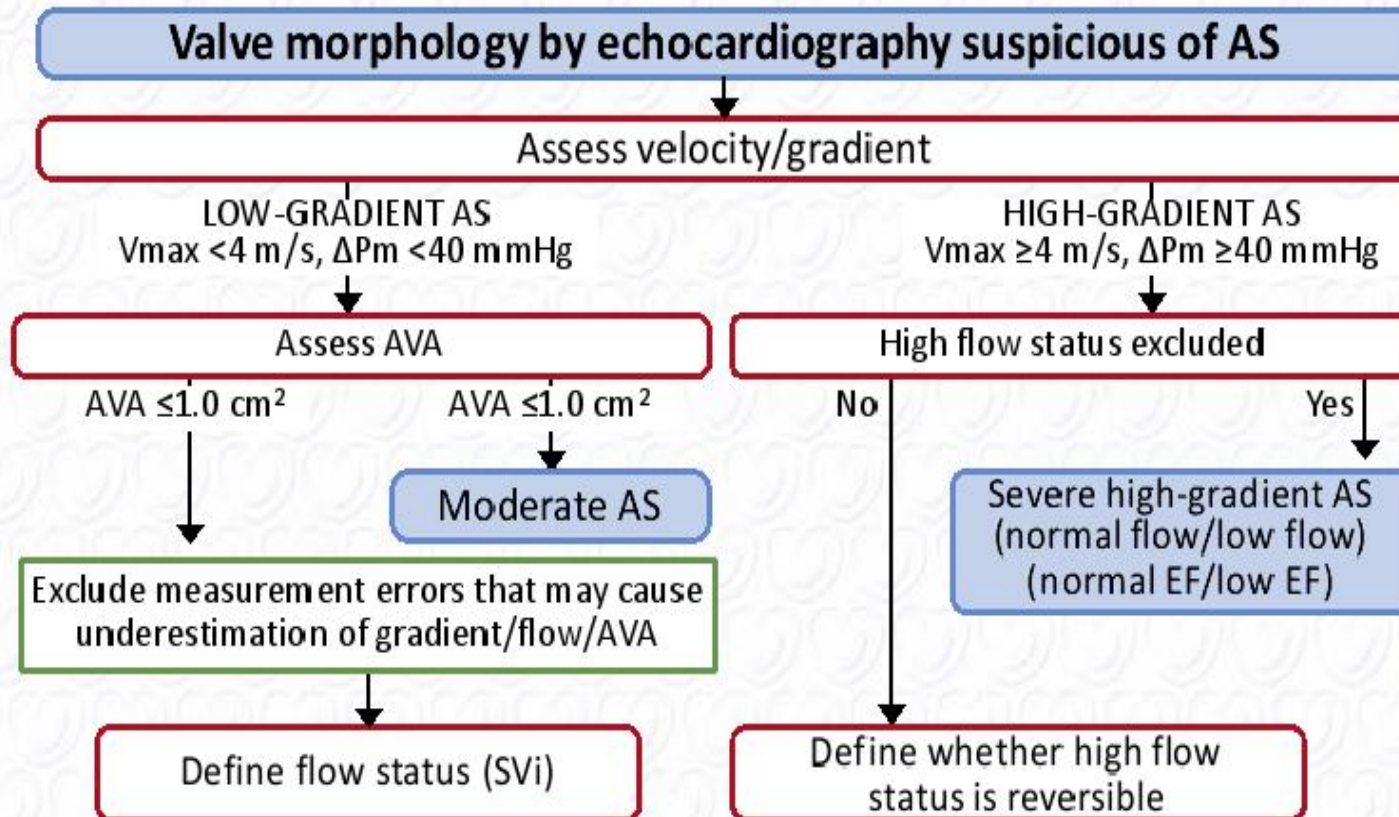 Valve morphology by echocardiography suspicious of AS
Assess velocity/gradient
LOW-GRADIENT AS
Vmax <4 m/s, ΔPm <40 mmHg
HIGH-GRADIENT AS
Vmax ≥4 m/s, ΔPm ≥40 mmHg
Assess AVA
High flow status excluded
AVA ≤1.0 cm²
AVA ≤1.0 cm²
No
Yes
Moderate AS
Severe high-gradient AS
(normal flow/low flow)
(normal EF/low EF)
Exclude measurement errors that may cause
underestimation of gradient/flow/AVA
Define flow status (SVi)
Define whether high flow
status is reversible